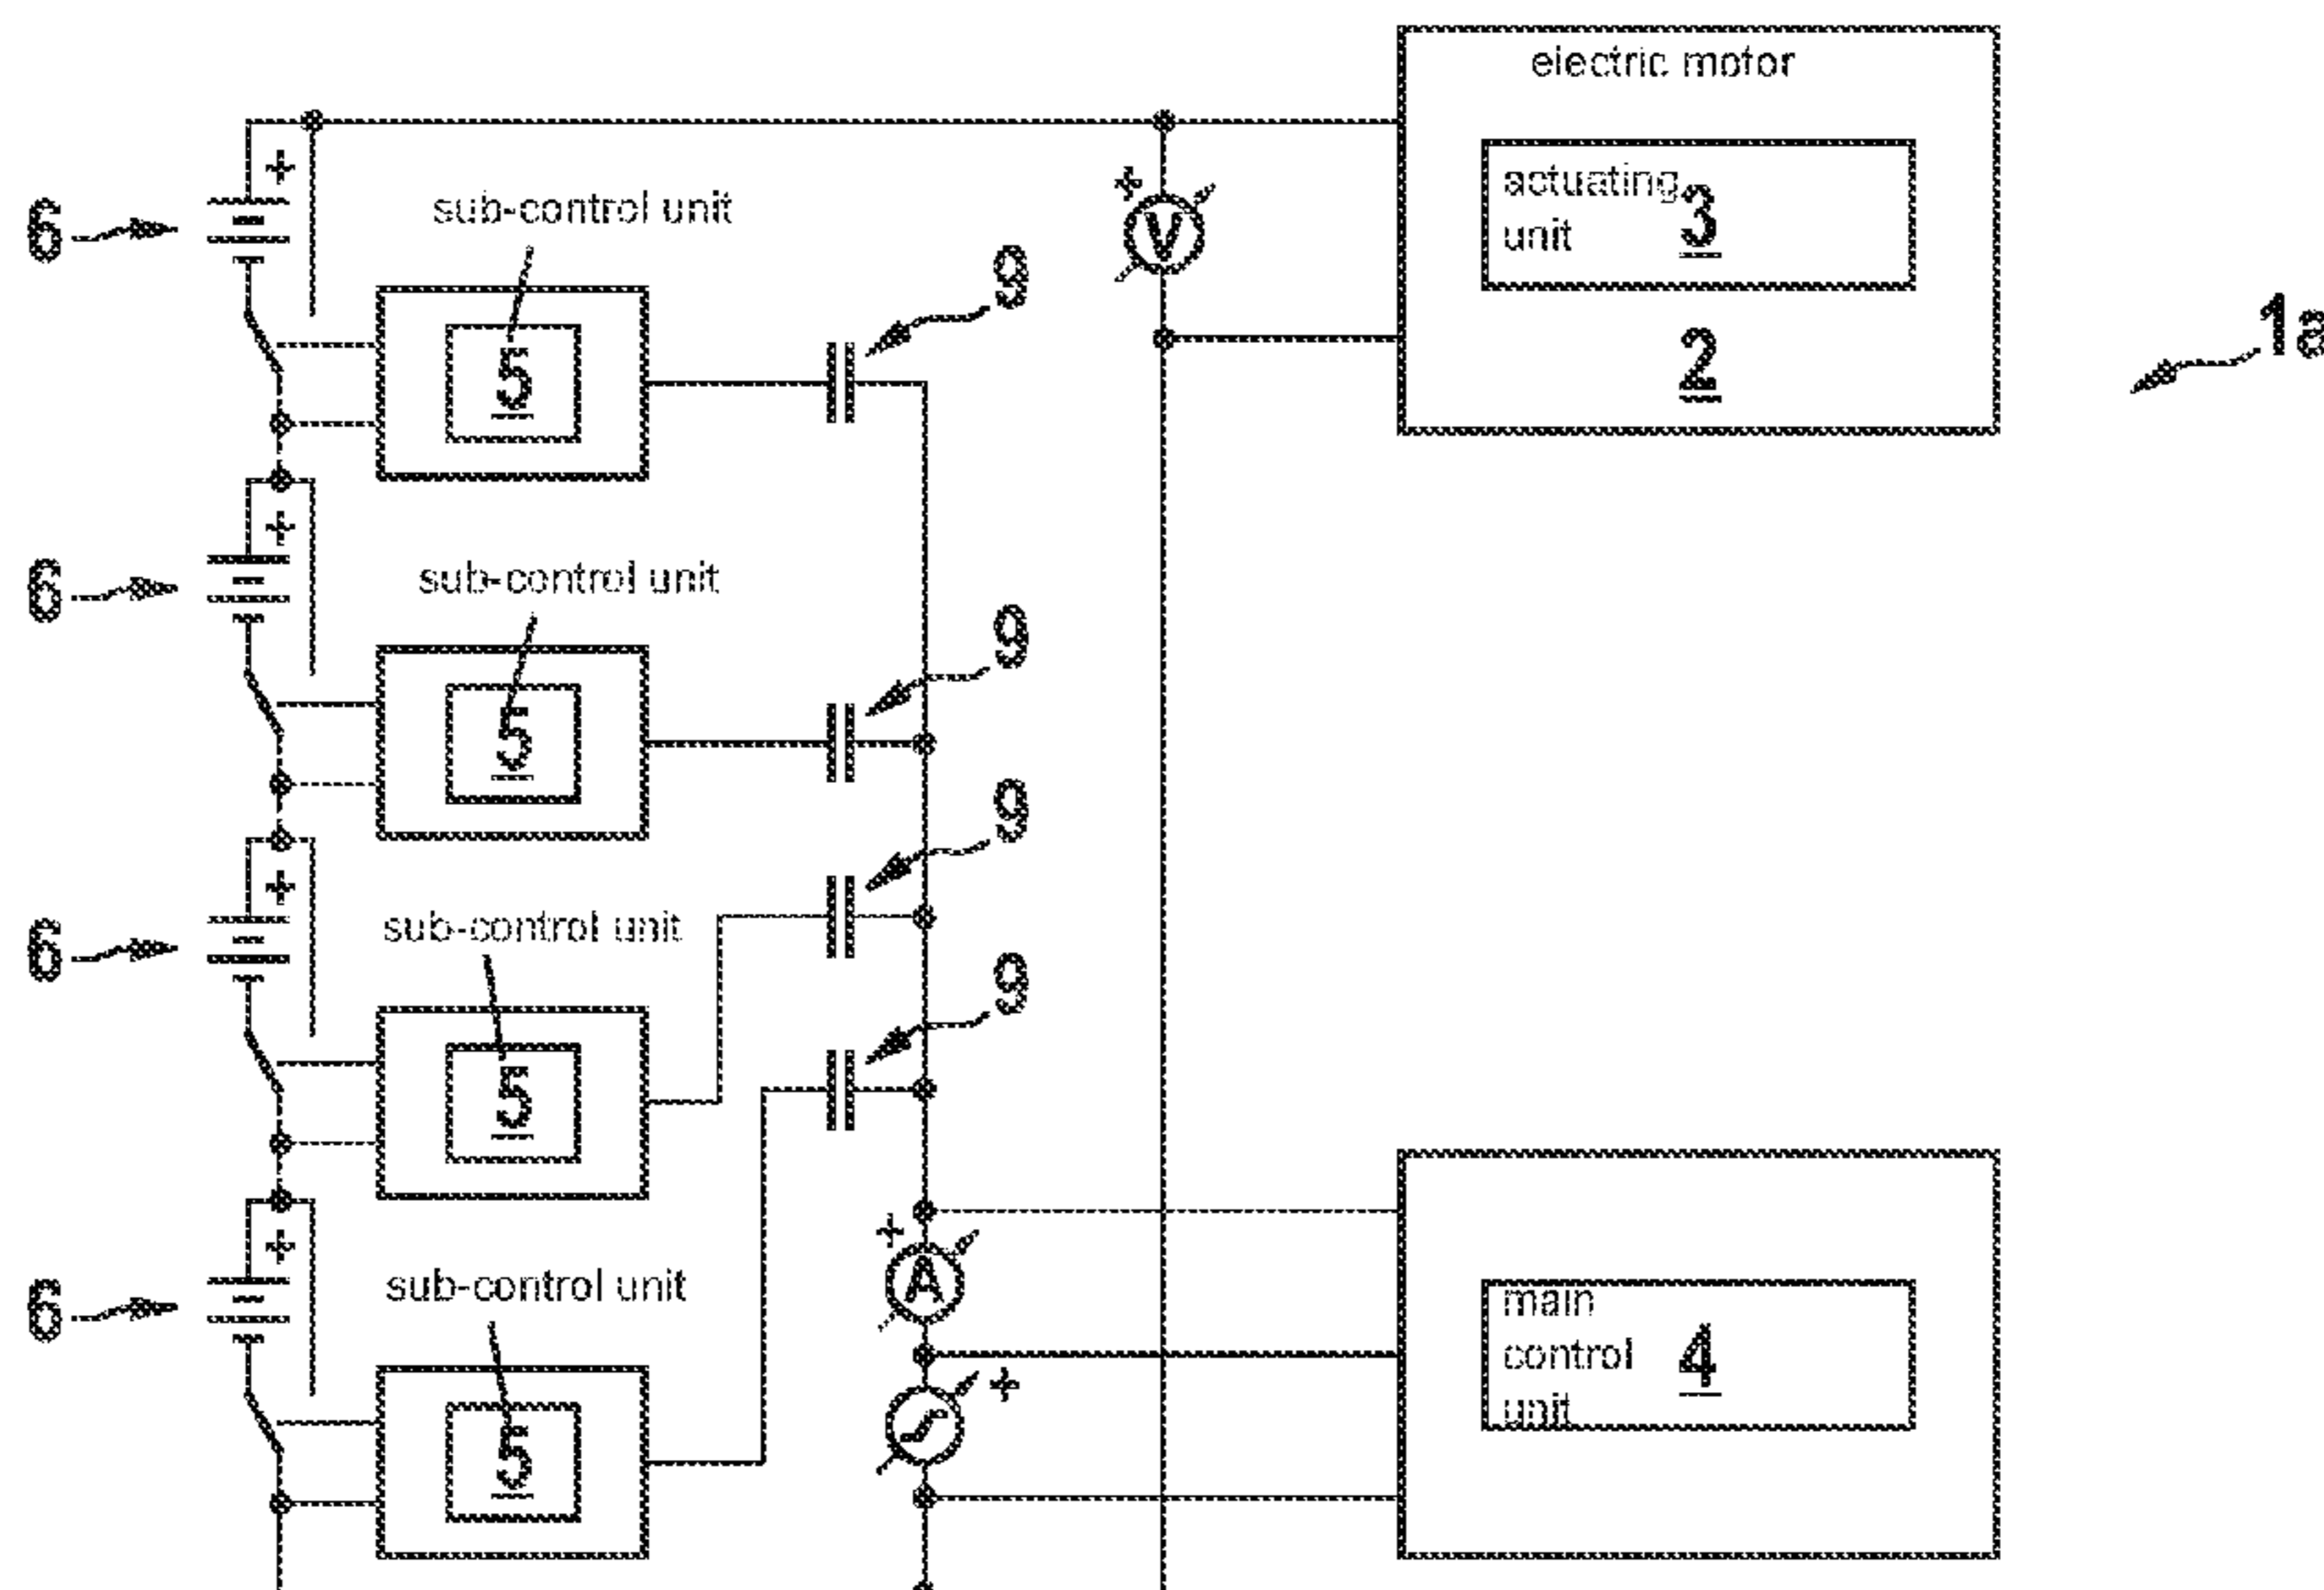 electric motor
actuating
unit
3
2
1a
+
6
sub-control unit
5
9
+
V
+
6
sub-control unit
5
9
+
6
sub-control unit
5
9
9
+
6
sub-control unit
5
+
A
+
main
control
unit
4